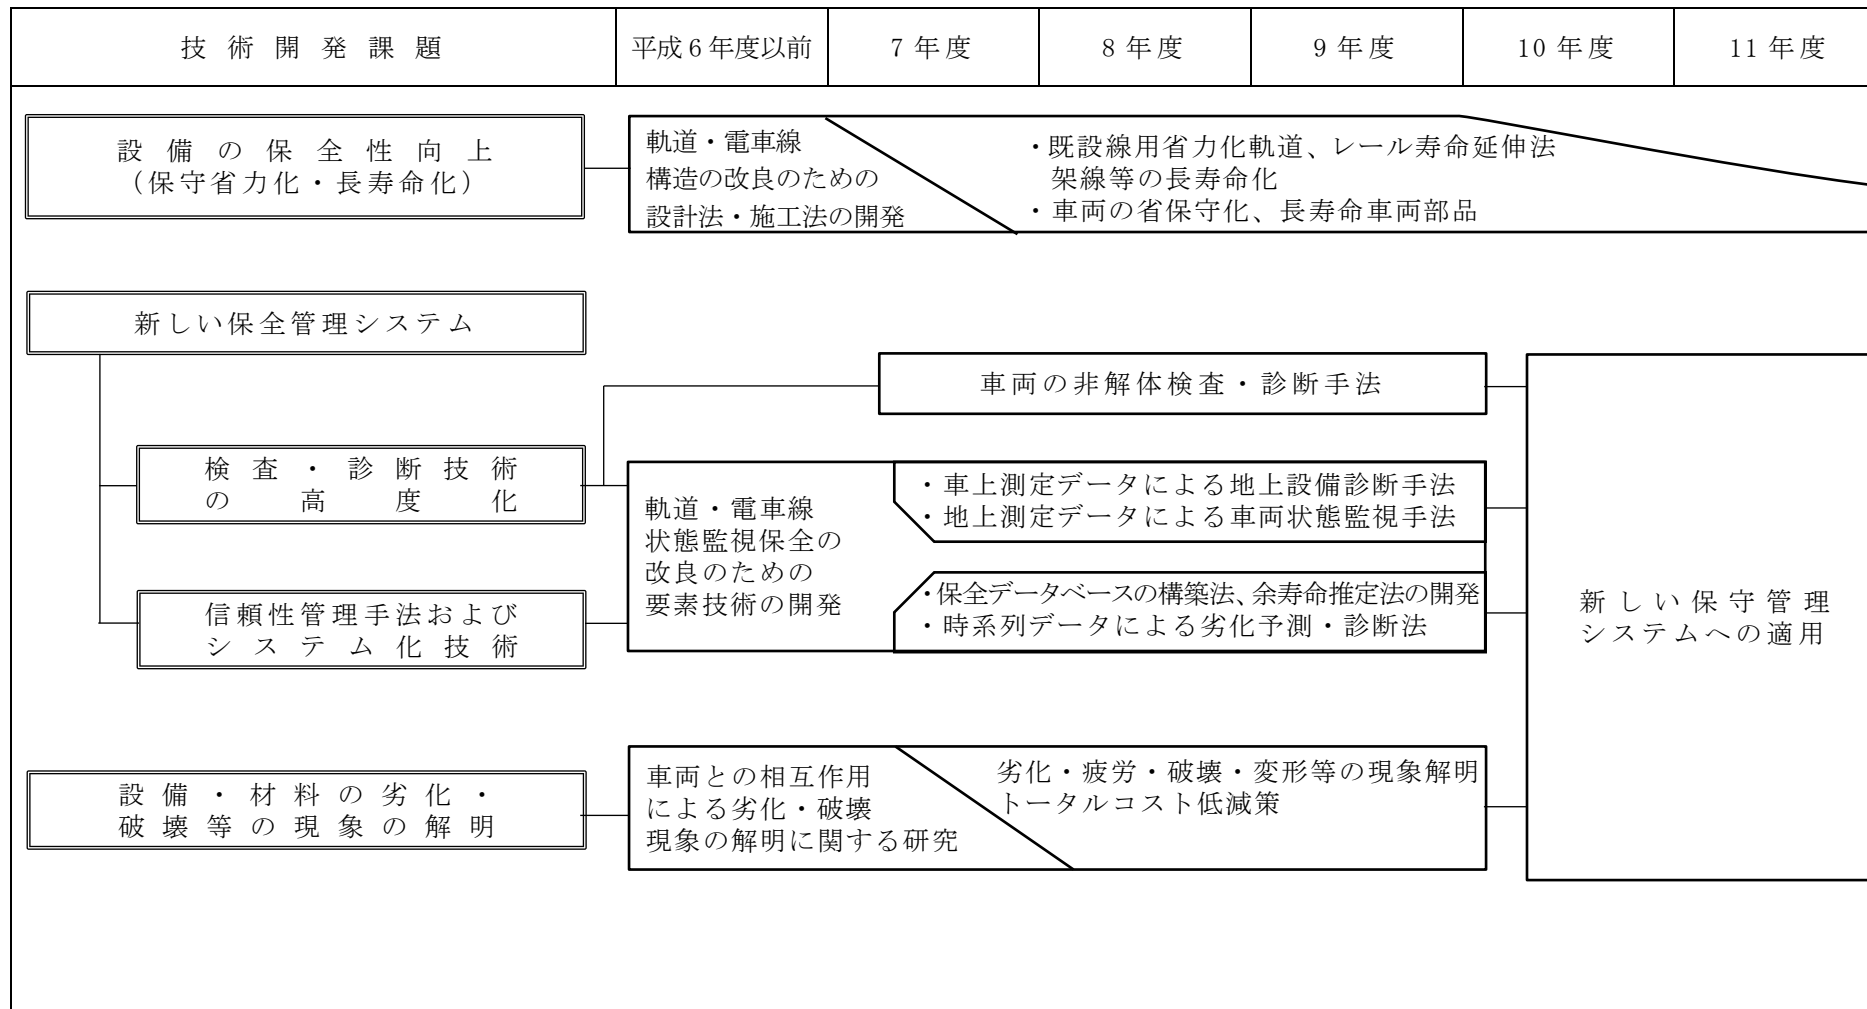 技術開発課題
平成6年度以前
7年度
8年度
9年度
10年度
11年度
設備の保全性向上
（保守省力化・長寿命化）
軌道・電車線
構造の改良のための
設計法・施工法の開発
・既設線用省力化軌道、レール寿命延伸法
架線等の長寿命化
・車両の省保守化、長寿命車両部品
新しい保全管理システム
車両の非解体検査・診断手法
検査・診断技術
の高度化
軌道・電車線
状態監視保全の
改良のための
要素技術の開発
・車上測定データによる地上設備診断手法
・地上測定データによる車両状態監視手法
信頼性管理手法および
システム化技術
・保全データベースの構築法、余寿命推定法の開発
・時系列データによる劣化予測・診断法
新しい保守管理
システムへの適用
設備・材料の劣化・
破壊等の現象の解明
車両との相互作用
による劣化・破壊
現象の解明に関する研究
劣化・疲労・破壊・変形等の現象解明
トータルコスト低減策